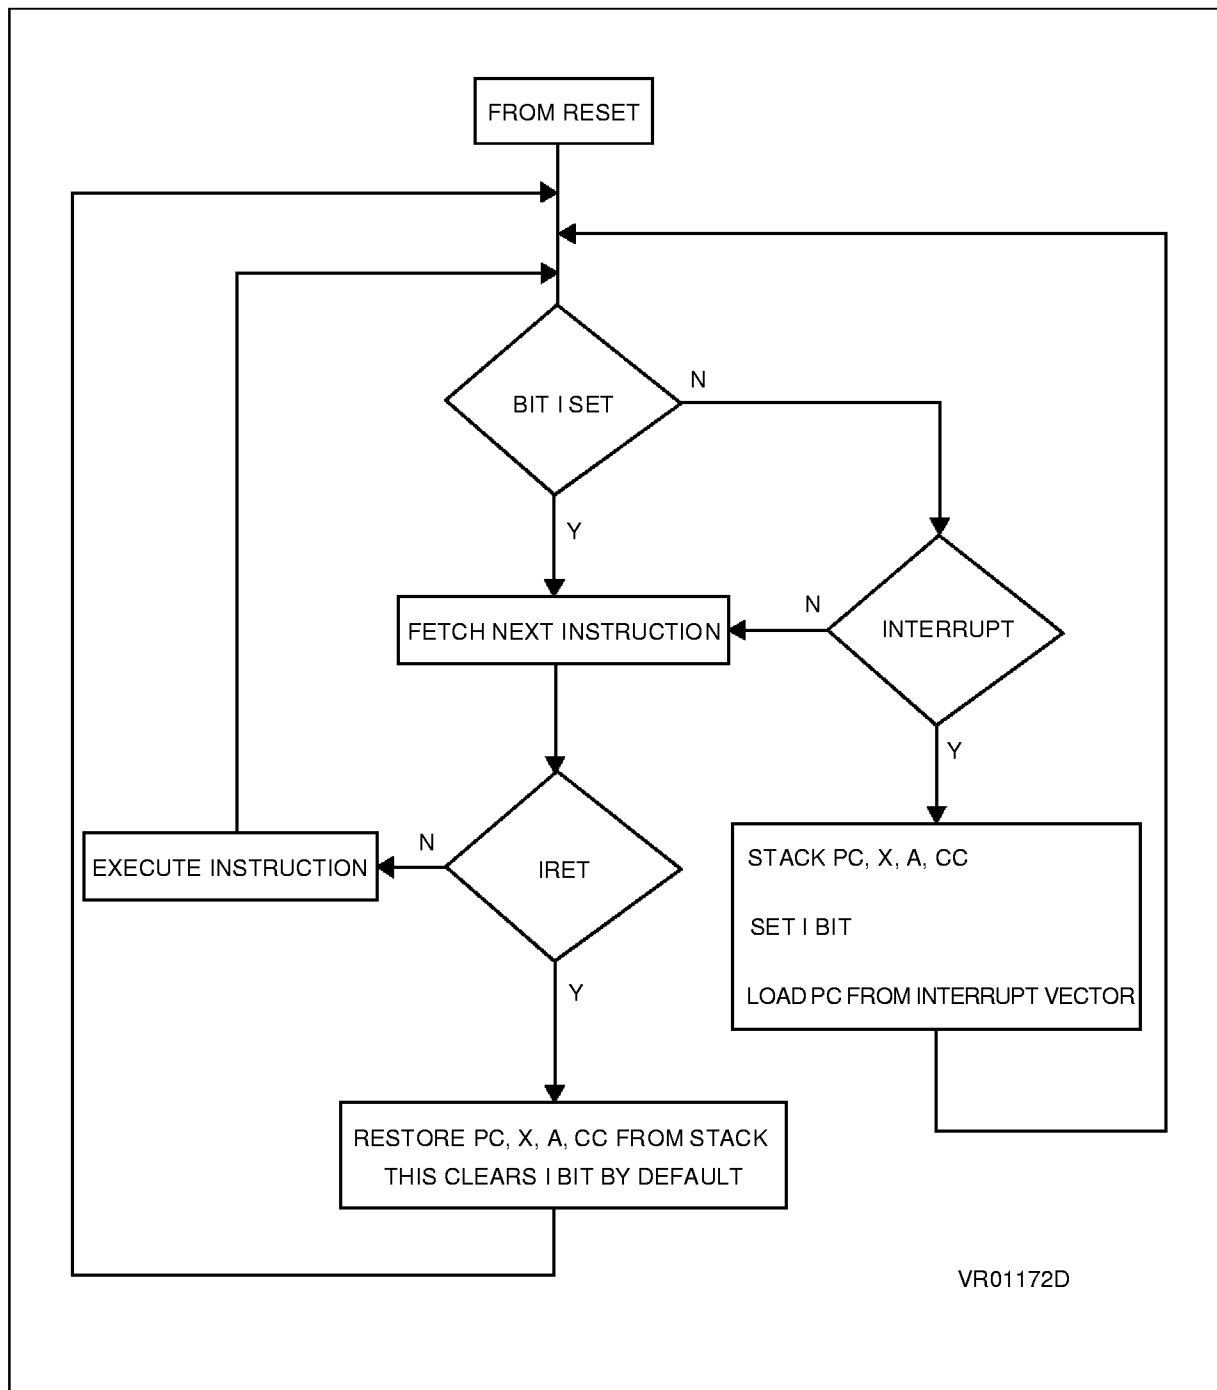 FROM RESET
N
BIT I SET
Y
N
FETCH NEXT INSTRUCTION
INTERRUPT
Y
N
EXECUTE INSTRUCTION
IRET
STACK PC, X, A, CC
SET I BIT
Y
LOAD PC FROM INTERRUPT VECTOR
RESTORE PC, X, A, CC FROM STACK
THIS CLEARS I BIT BY DEFAULT
VR01172D